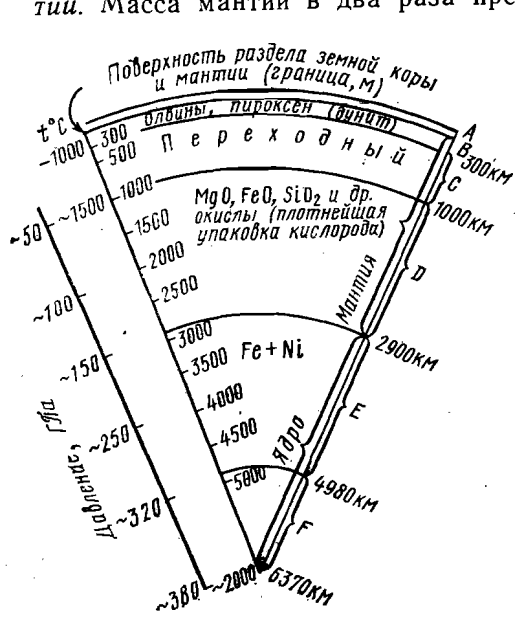 тии. Масса мантии в два раза пре
Поверхность раздела земной коры
и мантии (граница, м)
t°C
олвины, пироксен (дунит)
Переходный
MgO, FeO, SiO₂ и др.
окислы (плотнейшая
упаковка кислорода)
Fe+Ni
Мантия
Ядро
A
B
C
D
E
F
300км
1000км
2900км
4980км
6370км
300
500
1000
1500
2000
2500
3000
3500
4000
4500
5000
~1000
~1500
~2000
~50
~100
~150
~250
~320
~380
Давление, ГПа